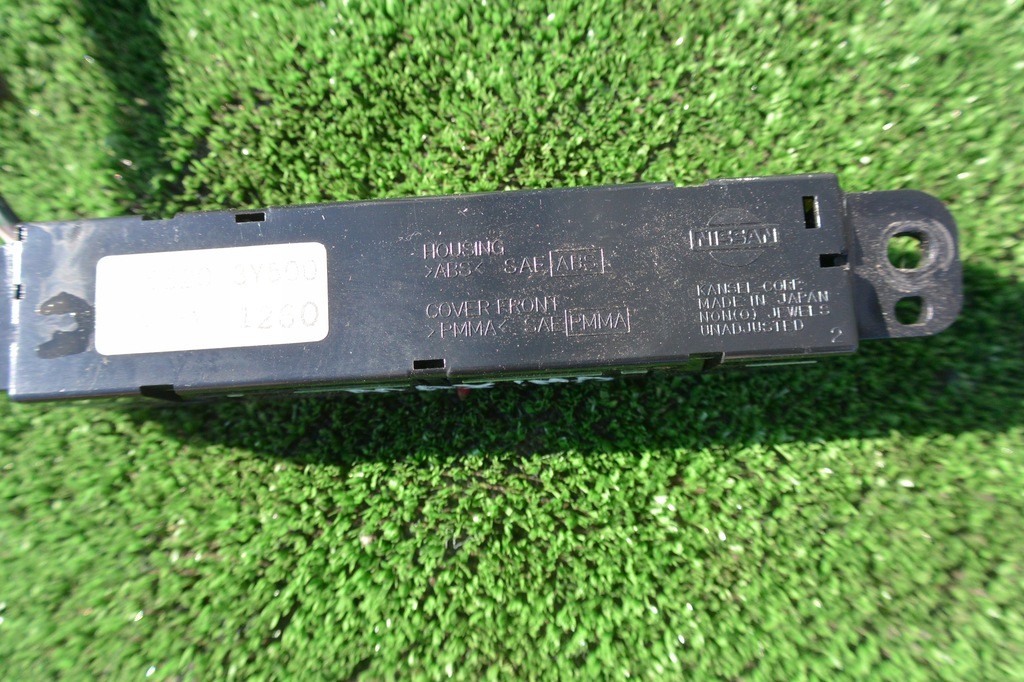 1200
HOUSING
>ABS< SAE ABS
COVER FRONT
>PMMA< SAE PMMA
NISSAN
KANSEI CORP.
MADE IN JAPAN
NON(0) JEWELS
UNADJUSTED
2